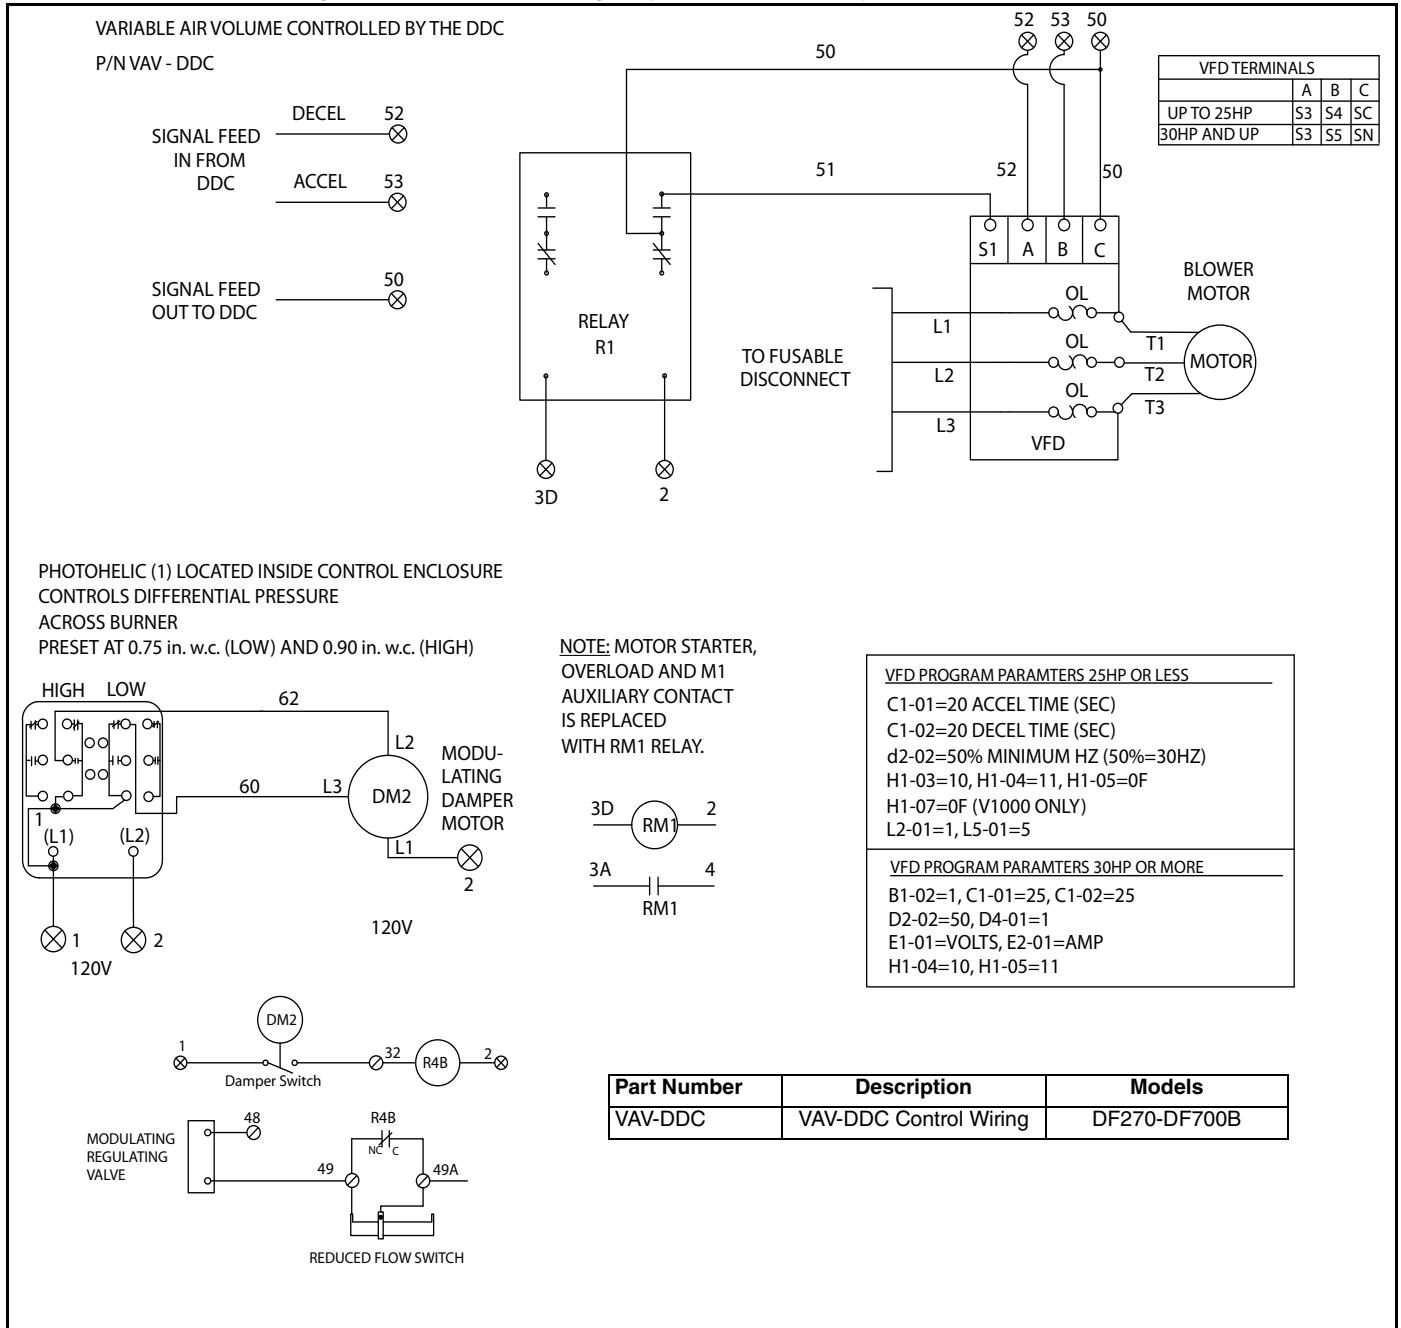 VARIABLE AIR VOLUME CONTROLLED BY THE DDC
P/N VAV - DDC
SIGNAL FEED
IN FROM
DDC
DECEL
52
ACCEL
53
SIGNAL FEED
OUT TO DDC
50
50
52 53 50
51
52
50
RELAY
R1
3D
2
S1 A B C
TO FUSABLE
DISCONNECT
L1
L2
L3
OL
OL
OL
VFD
T1
T2
T3
BLOWER
MOTOR
MOTOR
VFD TERMINALS
A B C
UP TO 25HP S3 S4 SC
30HP AND UP S3 S5 SN
PHOTOHELIC (1) LOCATED INSIDE CONTROL ENCLOSURE
CONTROLS DIFFERENTIAL PRESSURE
ACROSS BURNER
PRESET AT 0.75 in. w.c. (LOW) AND 0.90 in. w.c. (HIGH)
HIGH LOW
62
60
1
(L1) (L2)
1
2
120V
L2
L3
DM2
L1
2
MODU-
LATING
DAMPER
MOTOR
120V
NOTE: MOTOR STARTER,
OVERLOAD AND M1
AUXILIARY CONTACT
IS REPLACED
WITH RM1 RELAY.
3D RM1 2
3A 4
RM1
VFD PROGRAM PARAMTERS 25HP OR LESS
C1-01=20 ACCEL TIME (SEC)
C1-02=20 DECEL TIME (SEC)
d2-02=50% MINIMUM HZ (50%=30HZ)
H1-03=10, H1-04=11, H1-05=0F
H1-07=0F (V1000 ONLY)
L2-01=1, L5-01=5
VFD PROGRAM PARAMTERS 30HP OR MORE
B1-02=1, C1-01=25, C1-02=25
D2-02=50, D4-01=1
E1-01=VOLTS, E2-01=AMP
H1-04=10, H1-05=11
DM2
1
Damper Switch
32
R4B
2
MODULATING
REGULATING
VALVE
48
49
R4B
NC C
49A
REDUCED FLOW SWITCH
Part Number Description Models
VAV-DDC VAV-DDC Control Wiring DF270-DF700B